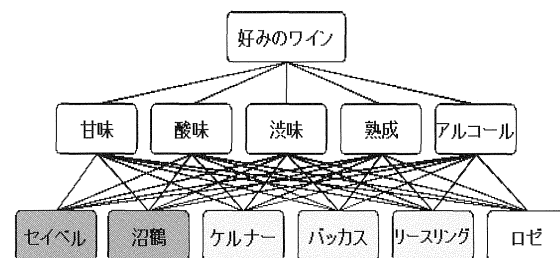 好みのワイン
甘味 酸味 渋味 熟成 アルコール
セイベル 沼鶴 ケルナー バッカス リースリング ロゼ